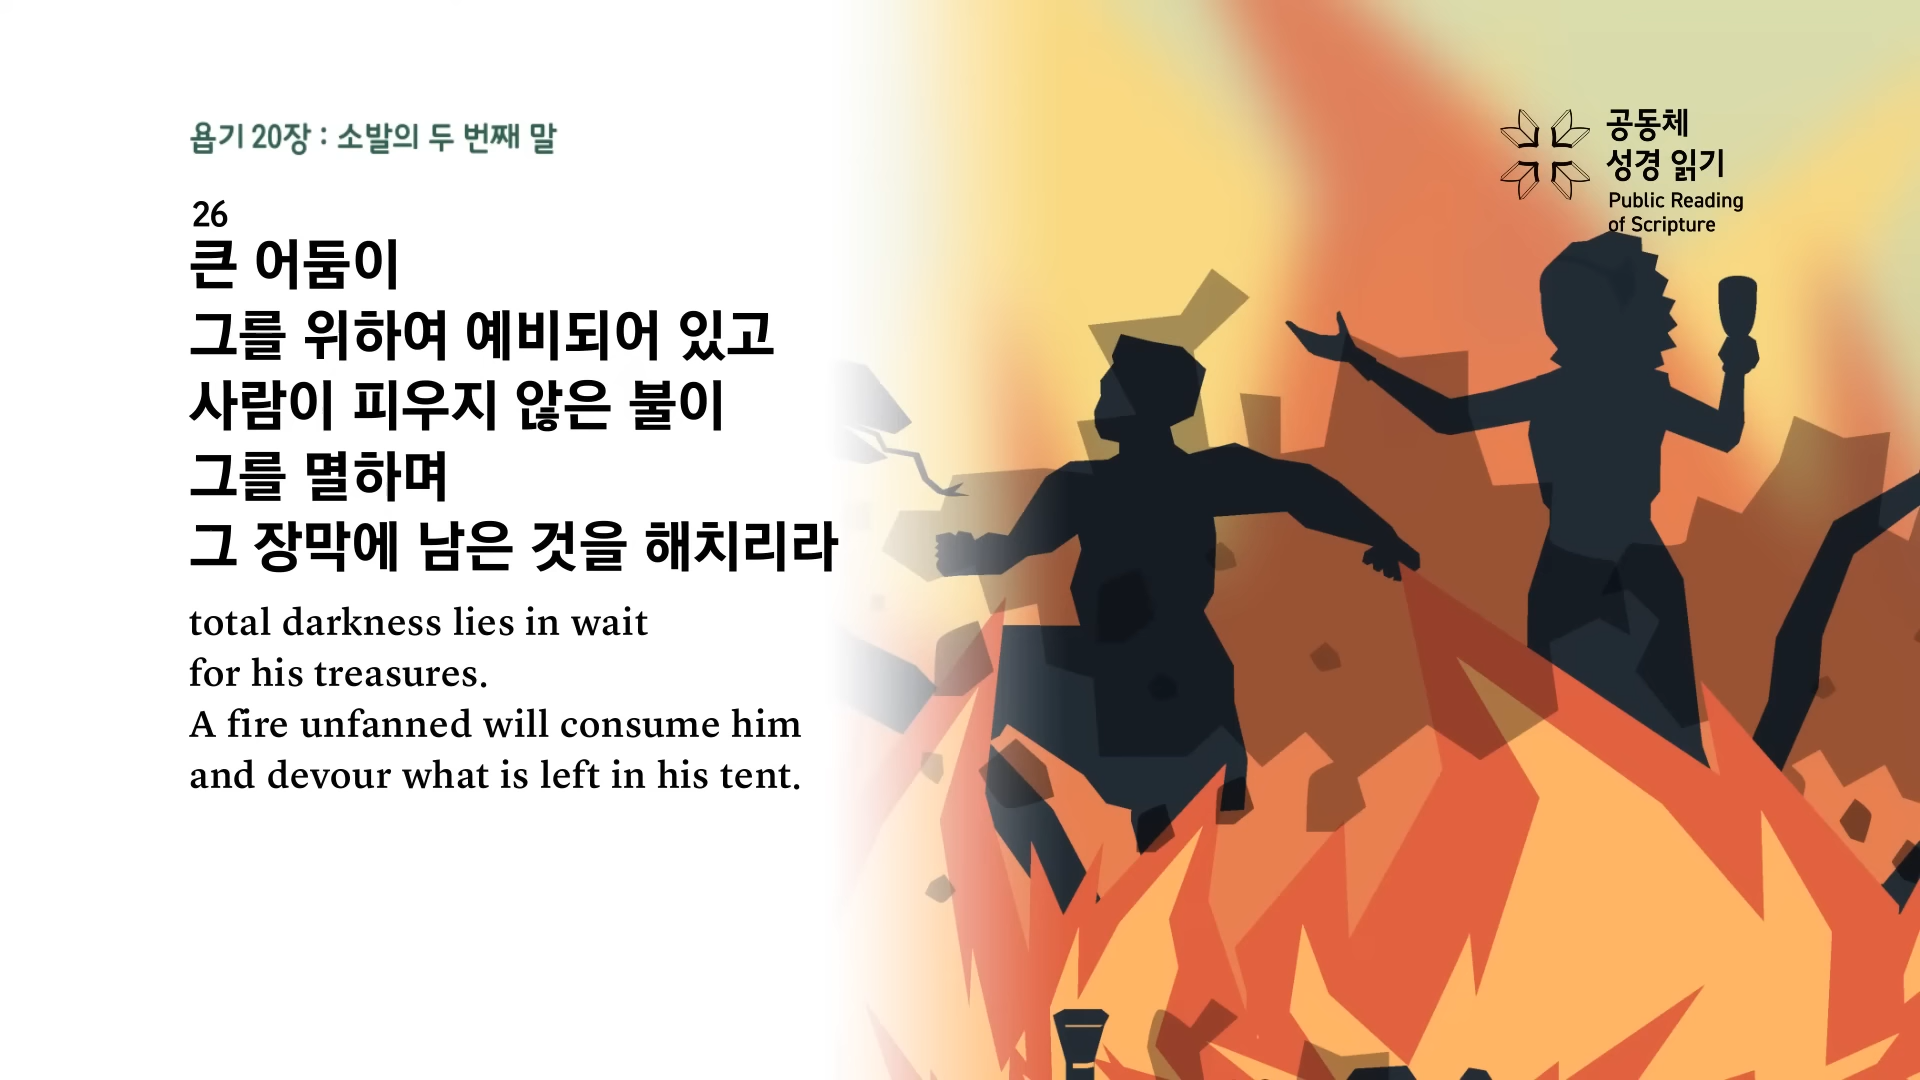 욥기 20장 : 소발의 두 번째 말
26
큰 어둠이
그를 위하여 예비되어 있고
사람이 피우지 않은 불이
그를 멸하며
그 장막에 남은 것을 해치리라
total darkness lies in wait
for his treasures.
A fire unfanned will consume him
and devour what is left in his tent.
공동체
성경 읽기
Public Reading
of Scripture